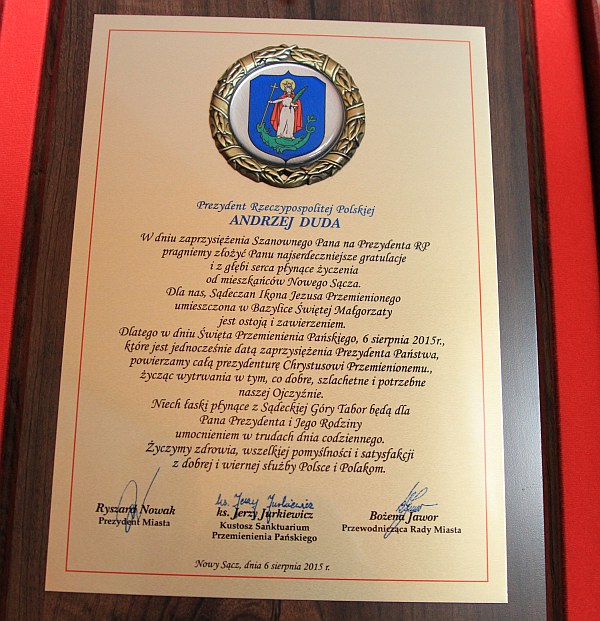 Prezydent Rzeczypospolitej Polskiej
ANDRZEJ DUDA
W dniu zaprzysiężenia Szanownego Pana na Prezydenta RP
pragniemy złożyć Panu najserdeczniejsze gratulacje
i z głębi serca płynące życzenia
od mieszkańców Nowego Sącza.
Dla nas, Sądeczan Ikona Jezusa Przemienionego
umieszczona w Bazylice Świętej Małgorzaty
jest ostoją i zawierzeniem.
Dlatego w dniu Święta Przemienienia Pańskiego, 6 sierpnia 2015r.,
które jest jednocześnie datą zaprzysiężenia Prezydenta Państwa,
powierzamy całą prezydenturę Chrystusowi Przemienionemu.,
życząc wytrwania w tym, co dobre, szlachetne i potrzebne
naszej Ojczyźnie.
Niech łaski płynące z Sądeckiej Góry Tabor będą dla
Pana Prezydenta i Jego Rodziny
umocnieniem w trudach dnia codziennego.
Życzymy zdrowia, wszelkiej pomyślności i satysfakcji
z dobrej i wiernej służby Polsce i Polakom.
ks. Jerzy Jurkiewicz
Ryszard Nowak ks. Jerzy Jurkiewicz Bożena Jawor
Prezydent Miasta Kustosz Sanktuarium Przewodnicząca Rady Miasta
Przemienienia Pańskiego
Nowy Sącz, dnia 6 sierpnia 2015 r.